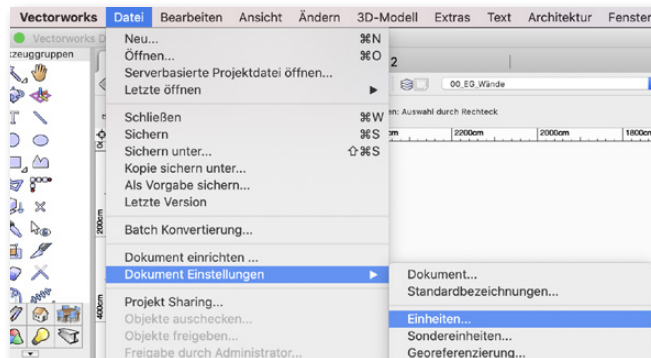 Vectorworks Datei Bearbeiten Ansicht Ändern 3D-Modell Extras Text Architektur Fenster
Vectorworks D
zeuggruppen
Neu... ⌘N
Öffnen... ⌘O
Serverbasierte Projektdatei öffnen...
Letzte öffnen
2
00_EG_Wände
en: Auswahl durch Rechteck
Schließen ⌘W
Sichern ⌘S
Sichern unter... ⇧⌘S
Kopie sichern unter...
Als Vorgabe sichern...
Letzte Version
cm 2200cm 2000cm 1800cm
200cm
400cm
Batch Konvertierung...
Dokument einrichten ...
Dokument Einstellungen
Projekt Sharing...
Objekte auschecken...
Objekte freigeben...
Freigabe durch Administrator...
Dokument...
Standardbezeichnungen...
Einheiten...
Sondereinheiten...
Georeferenzierung...